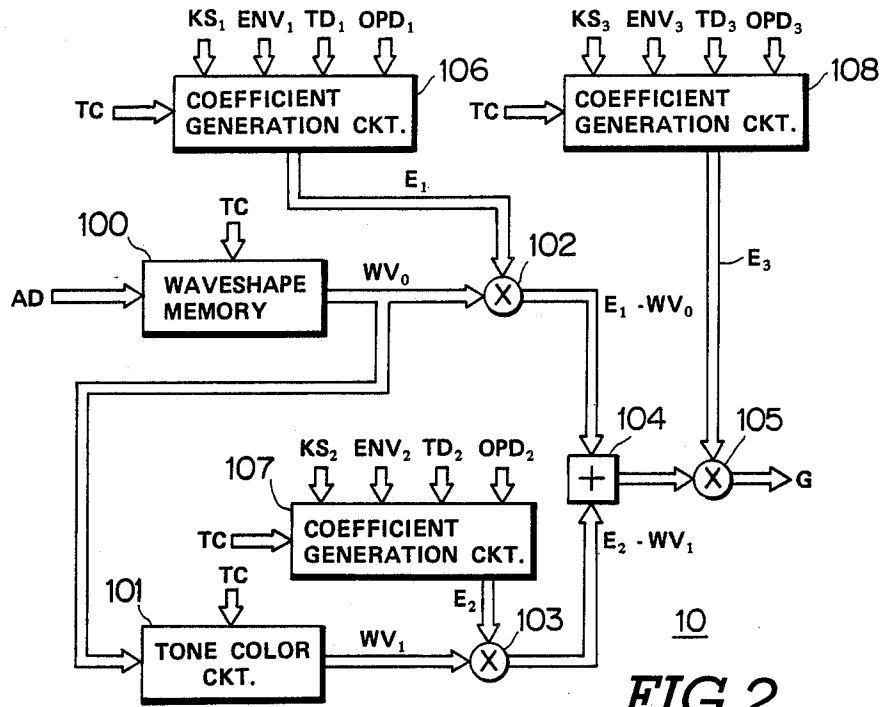 KS₁ ENV₁ TD₁ OPD₁
106
TC
COEFFICIENT
GENERATION CKT.
KS₃ ENV₃ TD₃ OPD₃
108
TC
COEFFICIENT
GENERATION CKT.
E₁
TC
100
AD
WAVESHAPE
MEMORY
WV₀
102
X
E₁ - WV₀
E₃
104
+
105
X
G
KS₂ ENV₂ TD₂ OPD₂
107
TC
COEFFICIENT
GENERATION CKT.
E₂ - WV₁
TC
101
TONE COLOR
CKT.
WV₁
E₂
103
X
10
FIG.2